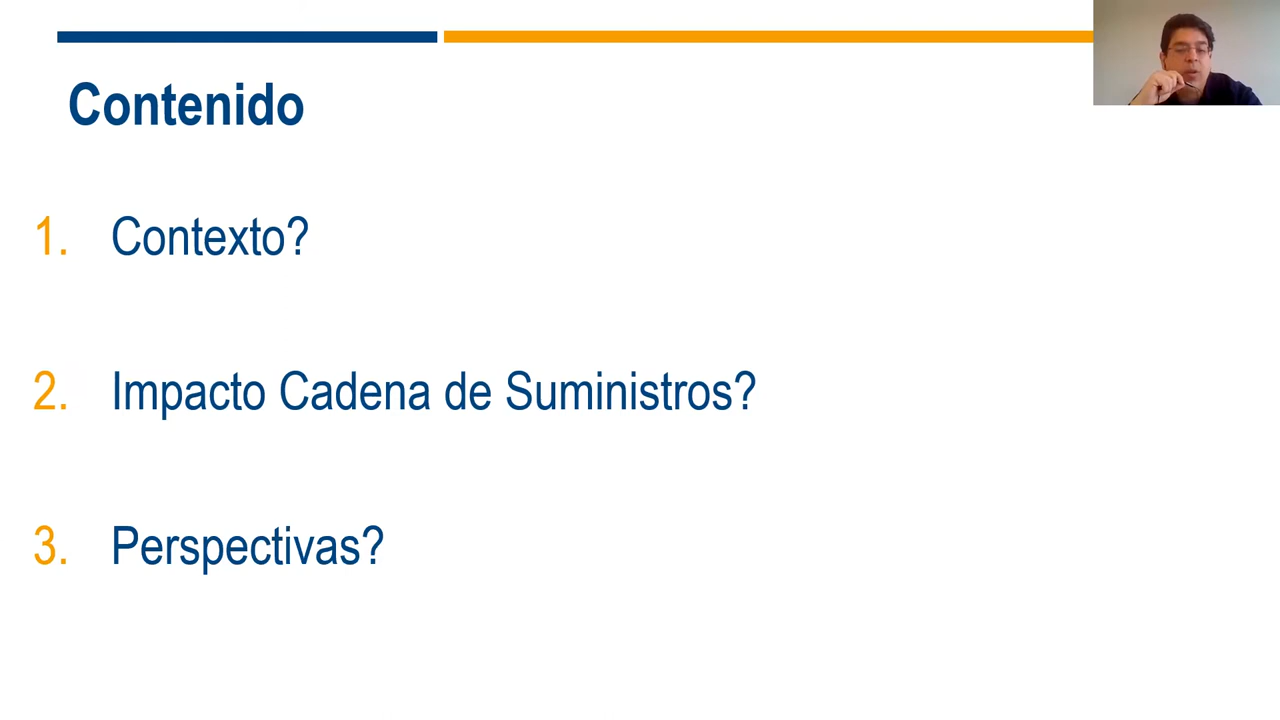 Contenido
1. Contexto?
2. Impacto Cadena de Suministros?
3. Perspectivas?